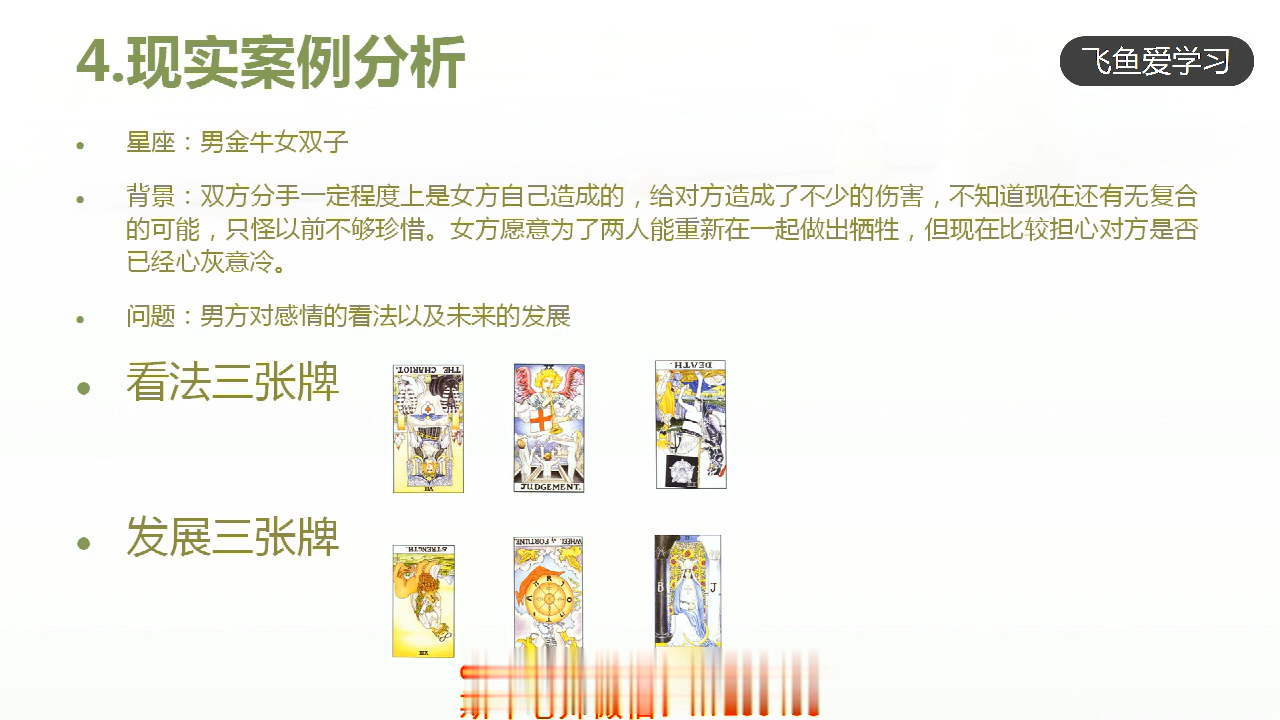 4.现实案例分析
飞鱼爱学习
星座：男金牛女双子
背景：双方分手一定程度上是女方自己造成的，给对方造成了不少的伤害，不知道现在还有无复合
的可能，只怪以前不够珍惜。女方愿意为了两人能重新在一起做出牺牲，但现在比较担心对方是否
已经心灰意冷。
问题：男方对感情的看法以及未来的发展
看法三张牌
THE CHARIOT.
VII
XX
JUDGEMENT.
DEATH.
发展三张牌
STRENGTH.
VIII
WHEEL of FORTUNE.
II
B J